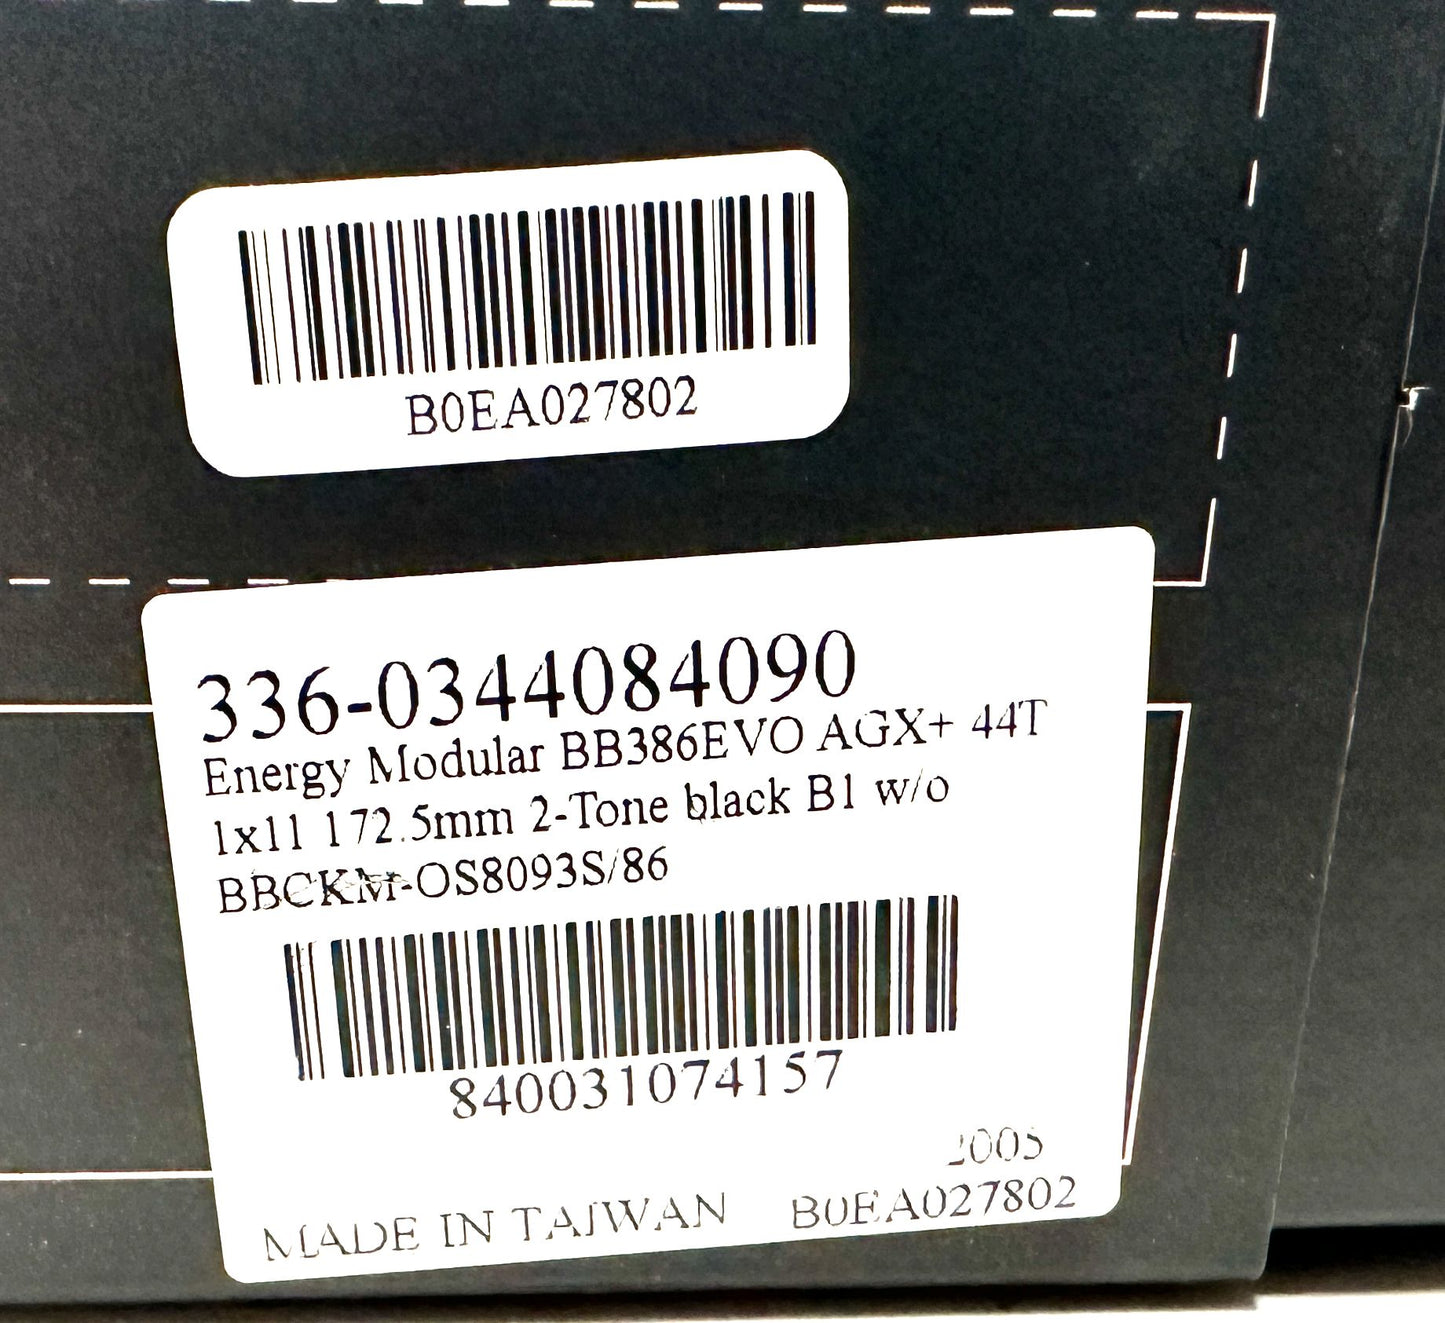 B0EA027802
336-0344084090
Energy Modular BB386EVO AGX+ 44T
1x11 172.5mm 2-Tone black B1 w/o
BBCKM-OS8093S/86
840031074157
2005
MADE IN TAIWAN B0EA027802